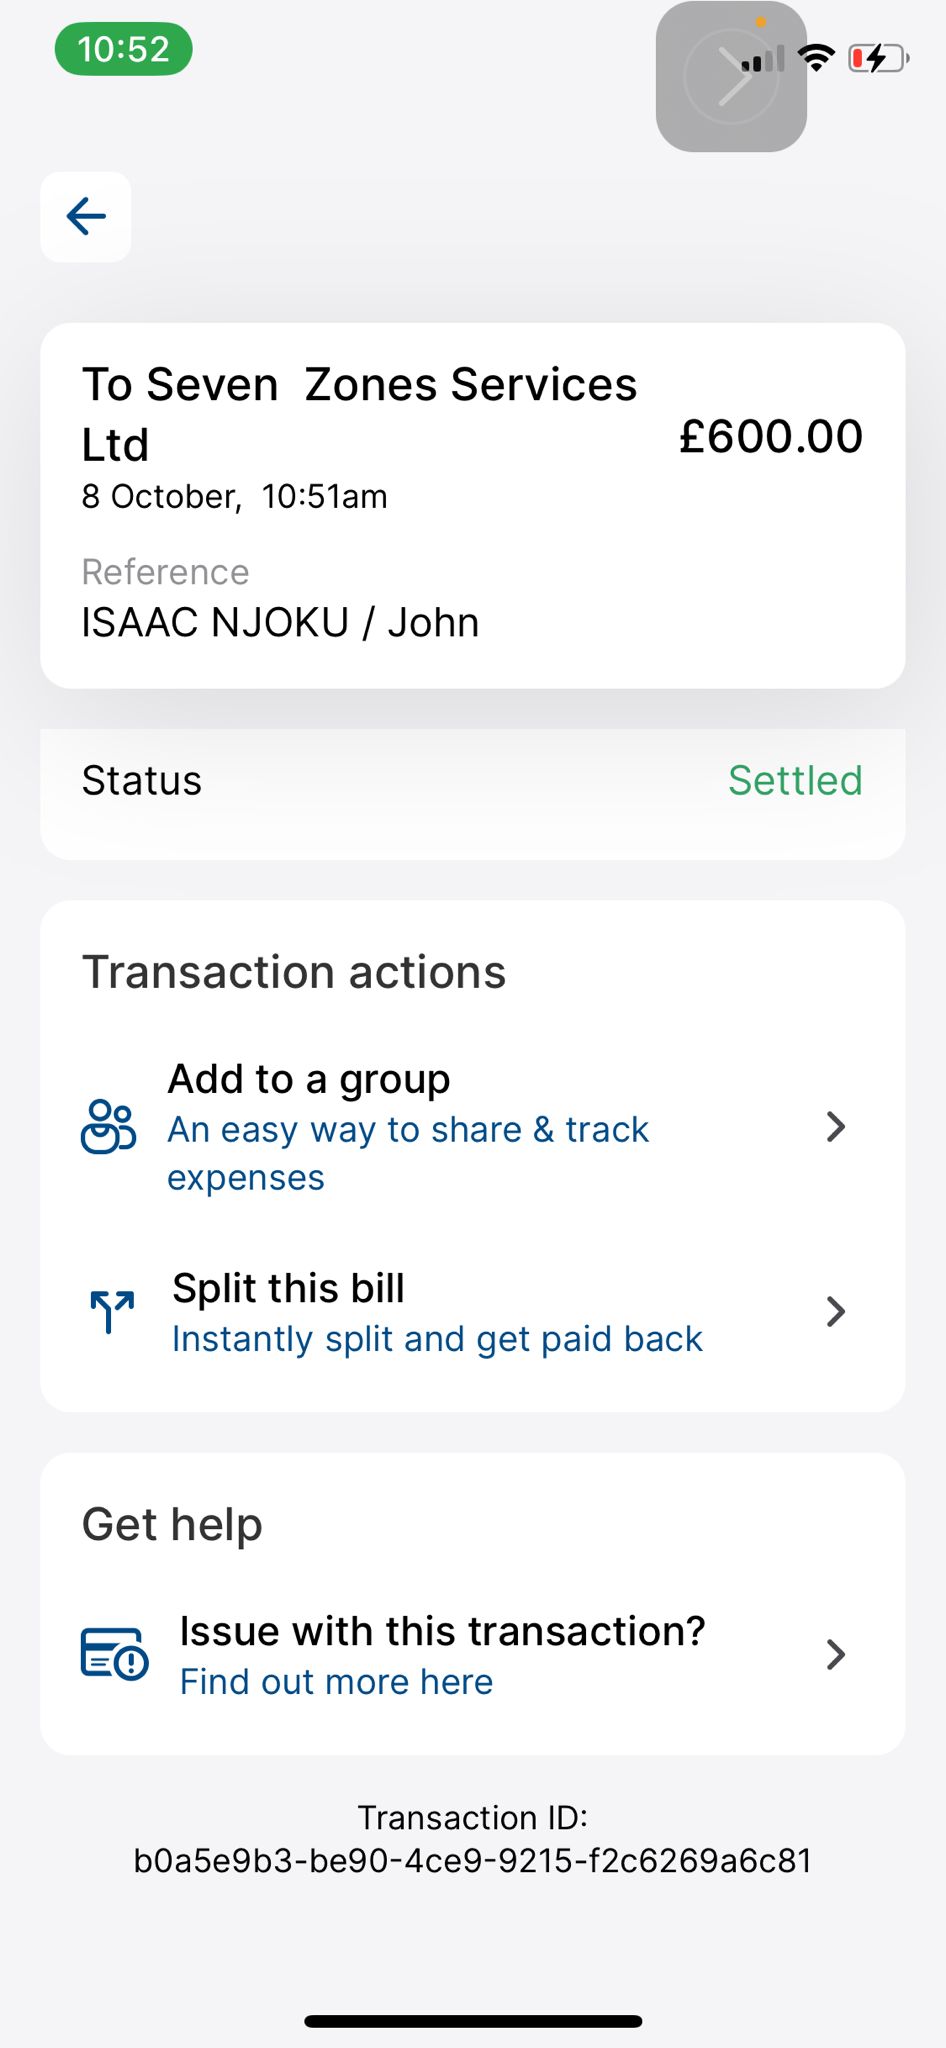 10:52
To Seven  Zones Services
Ltd
£600.00
8 October,  10:51am
Reference
ISAAC NJOKU / John
Status
Settled
Transaction actions
Add to a group
An easy way to share & track
expenses
Split this bill
Instantly split and get paid back
Get help
Issue with this transaction?
Find out more here
Transaction ID:
b0a5e9b3-be90-4ce9-9215-f2c6269a6c81